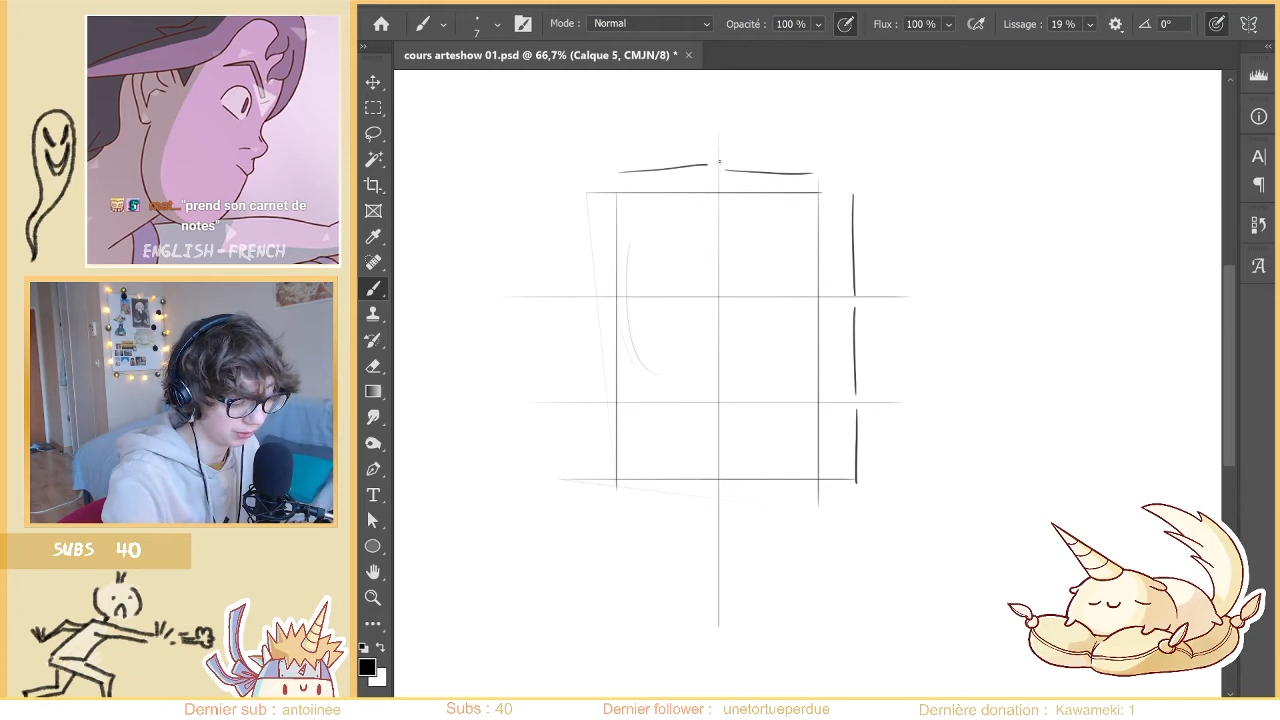 Mode :
Normal
Opacité :
100 %
Flux :
100 %
Lissage :
19 %
0°
7
cours arteshow 01.psd @ 66,7% (Calque 5, CMJN/8) *
mat_ "prend son carnet de
notes"
ENGLISH - FRENCH
SUBS 40
Dernier sub : antoiinee
Subs : 40
Dernier follower : unetortueperdue
Dernière donation : Kawameki: 1